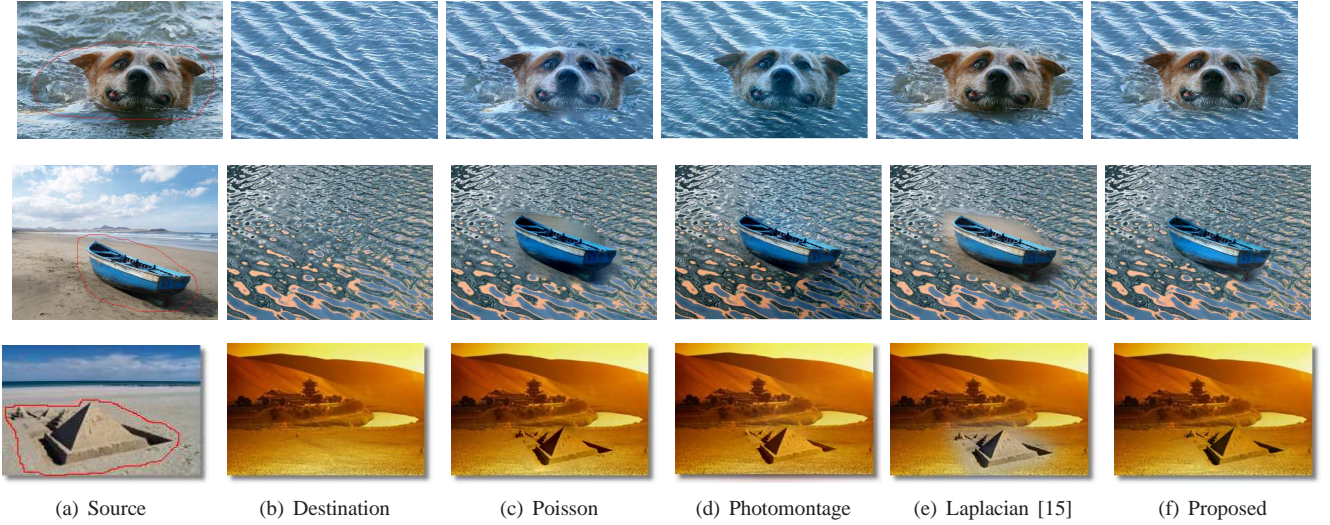 (a) Source (b) Destination (c) Poisson (d) Photomontage (e) Laplacian [15] (f) Proposed